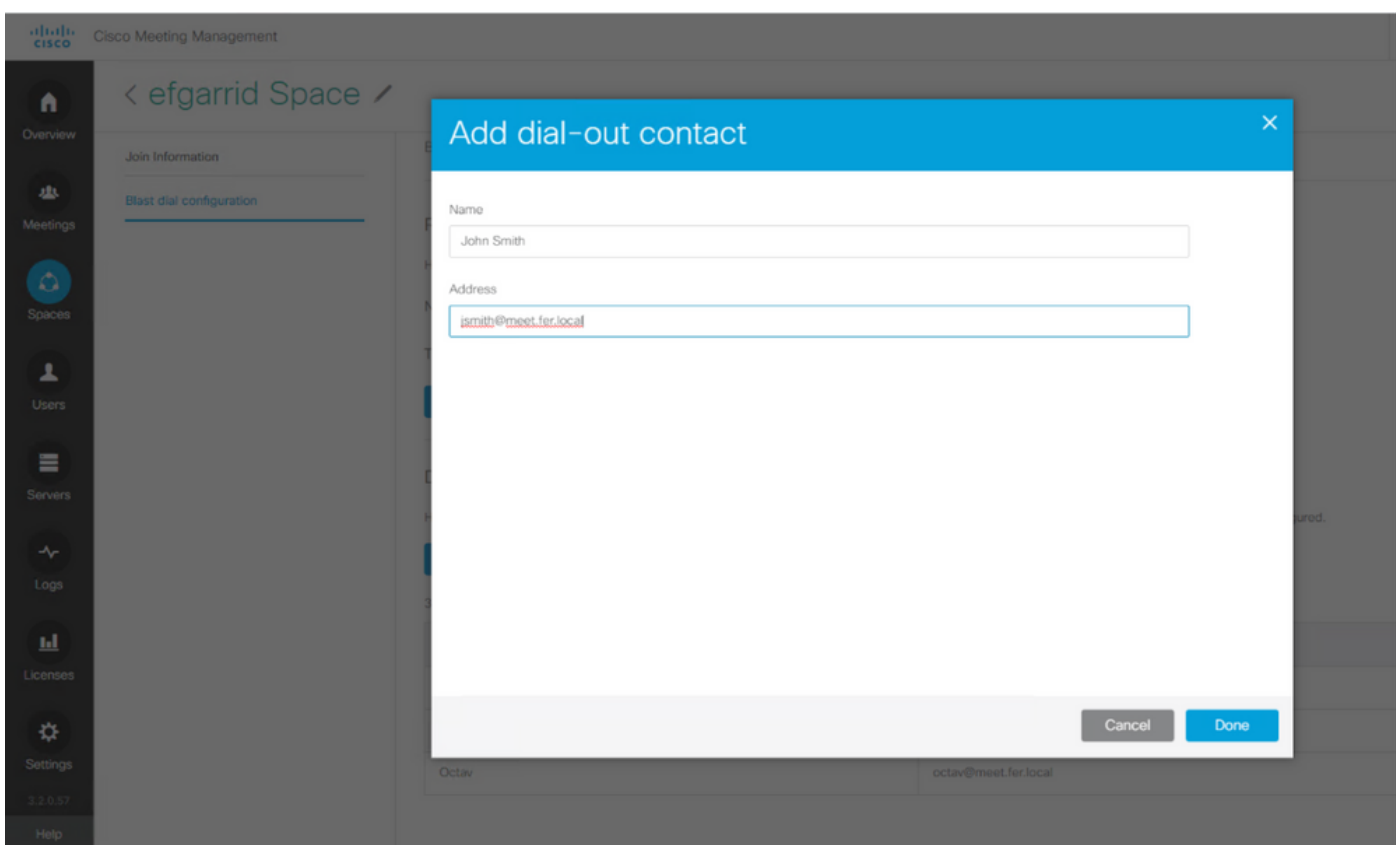 CISCO
Cisco Meeting Management
Overview
Meetings
Spaces
Users
Servers
Logs
Licenses
Settings
3.2.0.57
Help
< efgarrid Space
Join Information
Blast dial configuration
Add dial-out contact
Name
John Smith
Address
jsmith@meet.fer.local
Cancel
Done
Octav
octav@meet.fer.local